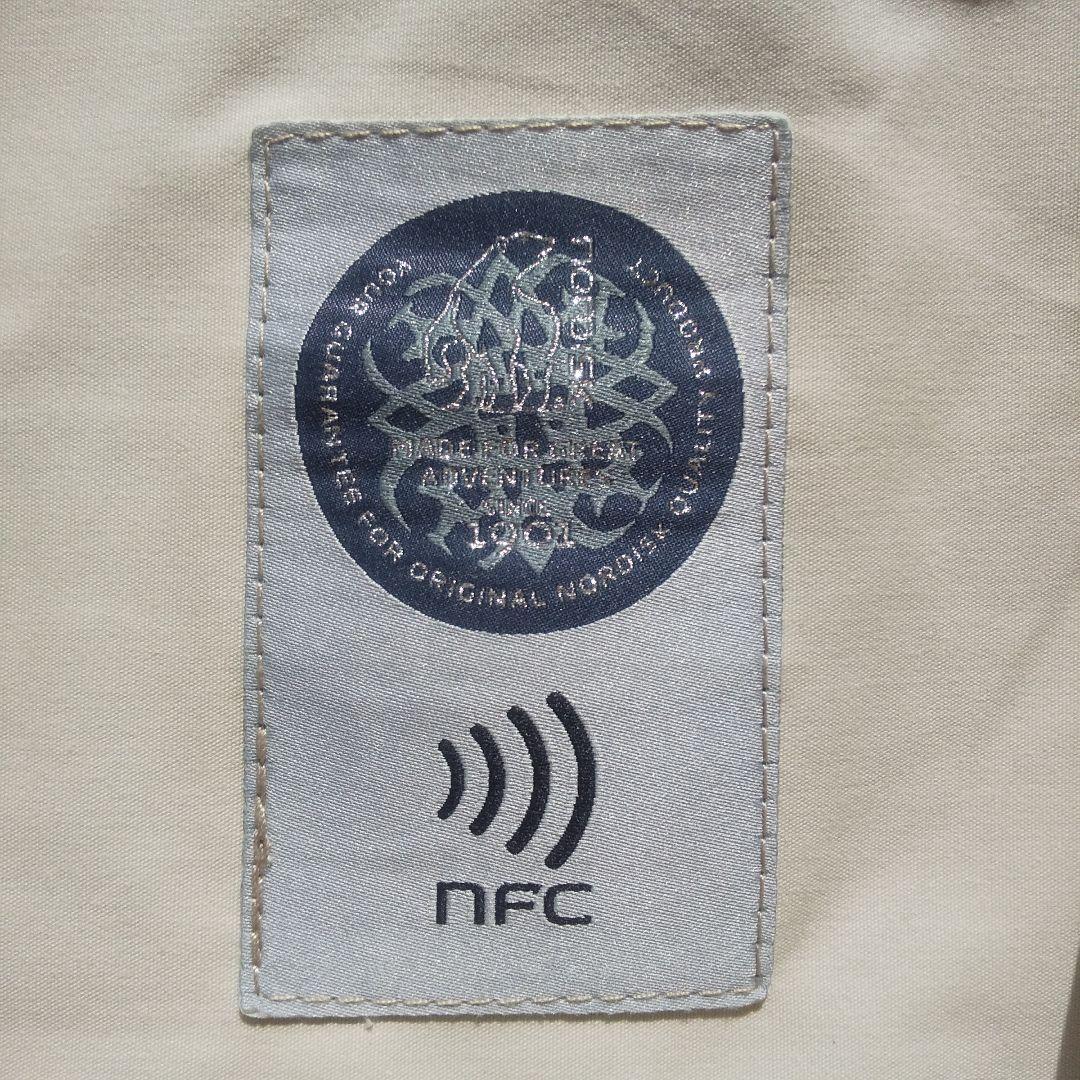 NORDISK
MADE FOR GREAT
ADVENTURES
SINCE
1901
YOUR GUARANTEE FOR ORIGINAL NORDISK QUALITY PRODUCT
NFC